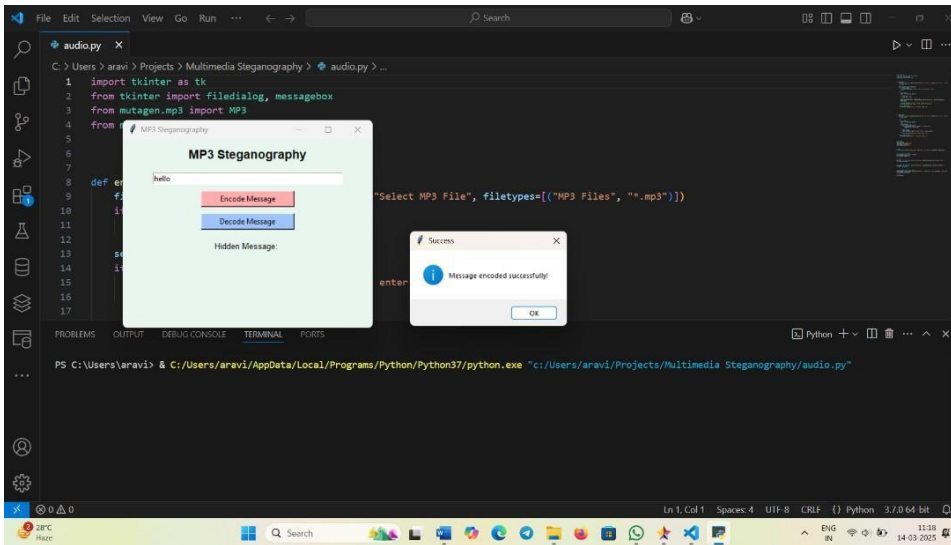 File Edit Selection View Go Run ... Search
audio.py
C: > Users > aravi > Projects > Multimedia Steganography > audio.py > ...
1 import tkinter as tk
2 from tkinter import filedialog, messagebox
3 from mutagen.mp3 import MP3
4 from
5
6
7
8 def
9 "Select MP3 File", filetypes=[("MP3 Files", "*.mp3")])
10
11
12
13
14
15 enter
16
17
MP3 Steganography
MP3 Steganography
hello
Encode Message
Decode Message
Hidden Message:
Success
Message encoded successfully!
OK
PROBLEMS OUTPUT DEBUG CONSOLE TERMINAL PORTS Python
PS C:\Users\aravi> & C:/Users/aravi/AppData/Local/Programs/Python/Python37/python.exe "c:/Users/aravi/Projects/Multimedia Steganography/audio.py"
0 0 Ln 1, Col 1 Spaces: 4 UTF-8 CRLF {} Python 3.7.0 64-bit
28°C
Haze
Search
ENG
IN
11:18
14-03-2025